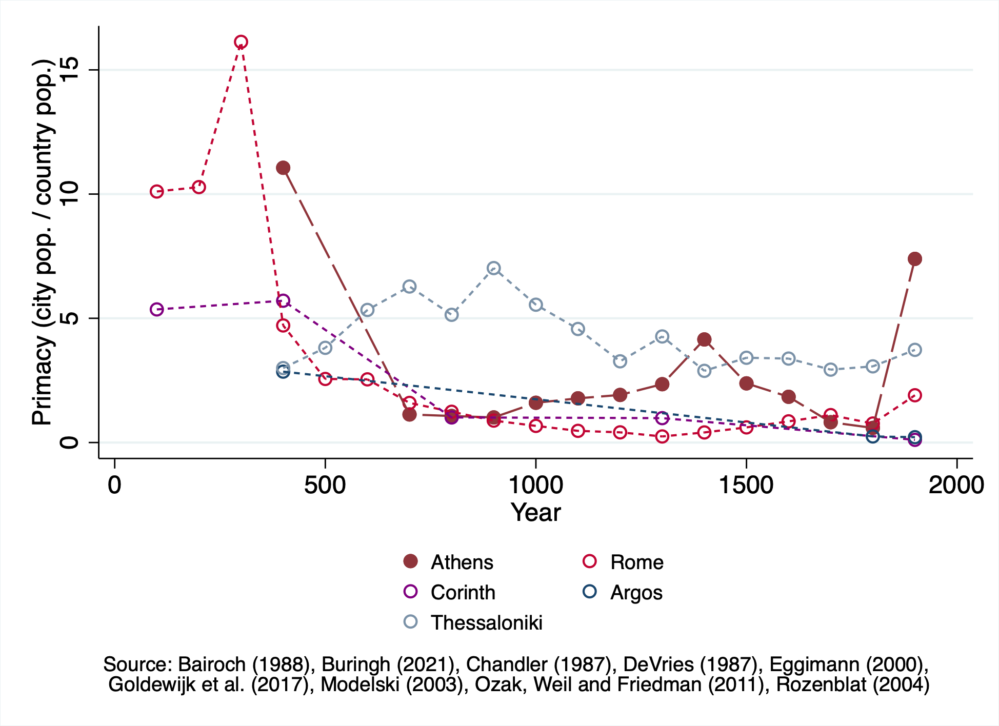 Primacy (city pop. / country pop.)
15
10
5
0
0 500 1000 1500 2000
Year
Athens Rome
Corinth Argos
Thessaloniki
Source: Bairoch (1988), Buringh (2021), Chandler (1987), DeVries (1987), Eggimann (2000),
Goldewijk et al. (2017), Modelski (2003), Ozak, Weil and Friedman (2011), Rozenblat (2004)